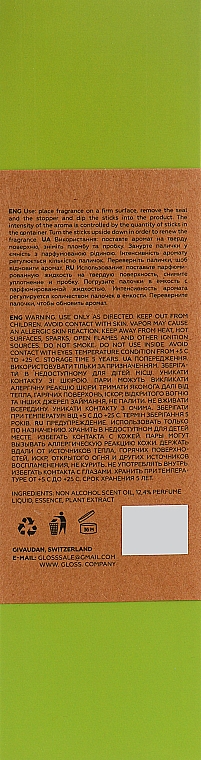 ENG Use: place fragrance on a firm surface, remove the seal
and the stopper and dip the sticks into the product. The
intensity of the aroma is controlled by the quantity of sticks in
the container. Turn the sticks upside down in order to renew the
fragrance. UA Використання: поставте аромат на тверду
поверхню, зніміть пломбу та пробку. Занурте палички у
ємність з парфумованою рідиною. Інтенсивність аромату
регулюється кількістю паличок. Переверніть палички, щоб
відновити аромат. RU Использование: поставьте парфюми-
рованную жидкость на твердую поверхность, снимите
уплотнение и пробку. Погрузите палочки в емкость с
парфюмированной жидкостью. Интенсивность аромата
регулируется количеством палочек в емкости. Переверните
палочки, чтобы обновить аромат.
ENG WARNING. USE ONLY AS DIRECTED. KEEP OUT FROM
CHILDREN. AVOID CONTACT WITH SKIN. VAPOR MAY CAUSE
AN ALLERGIC SKIN REACTION. KEEP AWAY FROM HEAT, HOT
SURFACES, SPARKS, OPEN FLAMES AND OTHER IGNITION
SOURCES, DO NOT SMOKE. DO NOT USE INSIDE. AVOID CONTACT
WITH EYES. TEMPERATURE CONDITION FROM +5 C
TO +25 C. STORAGE TIME 5 YEARS. UA ПОПЕРЕДЖЕННЯ.
ВИКОРИСТОВУВАТИ ТІЛЬКИ ЗА ПРИЗНАЧЕННЯМ. ЗБЕРІГА-
ТИ В НЕДОСТУПНОМУ ДЛЯ ДІТЕЙ МІСЦІ. УНИКАТИ
КОНТАКТУ ЗІ ШКІРОЮ. ПАРИ МОЖУТЬ ВИКЛИКАТИ
АЛЕРГІЧНУ РЕАКЦІЮ ШКІРИ. ТРИМАТИ ЯКОМОГА ДАЛІ ВІД
ТЕПЛА, ГАРЯЧИХ ПОВЕРХОНЬ, ІСКОР, ВІДКРИТОГО ВОГНЮ
ТА ІНШИХ ДЖЕРЕЛ ЗАЙМАННЯ, НЕ ПАЛИТИ. НЕ ВЖИВАТИ
ВСЕРЕДИНУ. УНИКАТИ КОНТАКТУ З ОЧИМА. ЗБЕРІГАТИ
ПРИ ТЕМПЕРАТУРІ ВІД +5 С ДО +25 С. ТЕРМІН ЗБЕРІГАННЯ 5
РОКІВ. RU ПРЕДУПРЕЖДЕНИЕ. ИСПОЛЬЗОВАТЬ ТОЛЬКО
ПО НАЗНАЧЕНИЮ. ХРАНИТЬ В НЕДОСТУПНОМ ДЛЯ ДЕТЕЙ
МЕСТЕ. ИЗБЕГАТЬ КОНТАКТА С КОЖЕЙ. ПАРЫ МОГУТ
ВЫЗЫВАТЬ АЛЛЕРГИЧЕСКУЮ РЕАКЦИЮ КОЖИ. ДЕРЖАТЬ
ВДАЛИ ОТ ИСТОЧНИКОВ ТЕПЛА, ГОРЯЧИХ ПОВЕРХНОС-
ТЕЙ, ИСКР, ОТКРЫТОГО ОГНЯ И ДРУГИХ ИСТОЧНИКОВ
ВОСПЛАМЕНЕНИЯ, НЕ КУРИТЬ. НЕ УПОТРЕБЛЯТЬ ВНУТРЬ
ИЗБЕГАТЬ КОНТАКТА С ГЛАЗАМИ. ХРАНИТЬ ПРИ ТЕМПЕРА-
ТУРЕ ОТ +5 С ДО +25 С. СРОК ХРАНЕНИЯ 5 ЛЕТ.
INGREDIENTS: NON ALCOHOL SCENT OIL, 12,4% PERFUME
LIQUID, ESSENCE, PLANT EXTRACT
36 M
GIVAUDAN, SWITZERLAND
E-MAIL: GLOSSSALE@GMAIL.COM
WWW. GLOSS. COMPANY